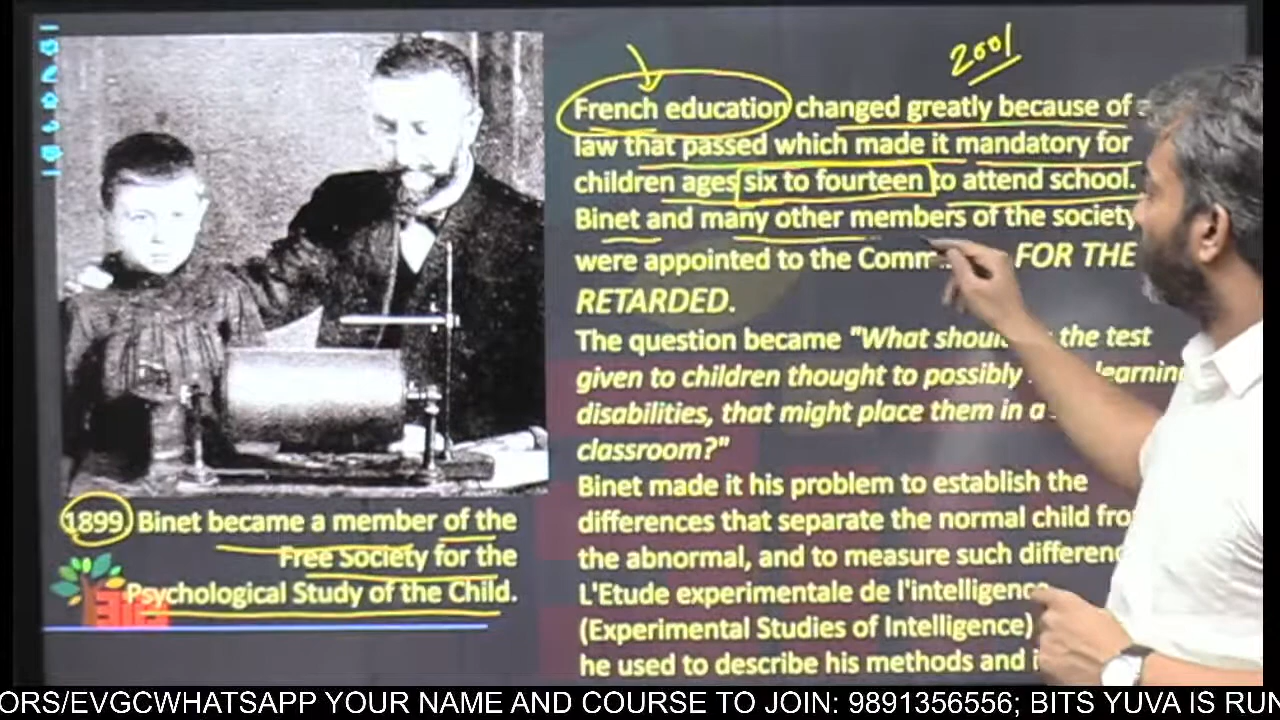 2001
French education changed greatly because of
law that passed which made it mandatory for
children ages six to fourteen to attend school.
Binet and many other members of the society
were appointed to the FOR THE
RETARDED.
The question became "What the test
given to children thought to possibly
disabilities, that might place them in a
classroom?"
Binet made it his problem to establish the
differences that separate the normal child
the abnormal, and to measure such
L'Etude experimentale de l'intelligence
(Experimental Studies of Intelligence)
he used to describe his methods and
1899 Binet became a member of the
Free Society for the
Psychological Study of the Child.
ORS/EVGCWHATSAPP YOUR NAME AND COURSE TO JOIN: 9891356556; BITS YUVA IS RUN